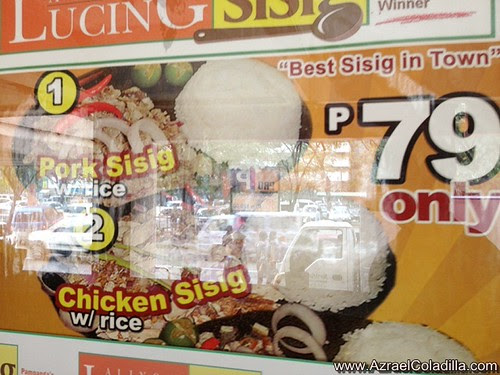 LUCING SiSig
Winner
"Best Sisig in Town"
1
P 79
only
Pork Sisig
w/ rice
2
Chicken Sisig
w/ rice
www.AzraelColadilla.com